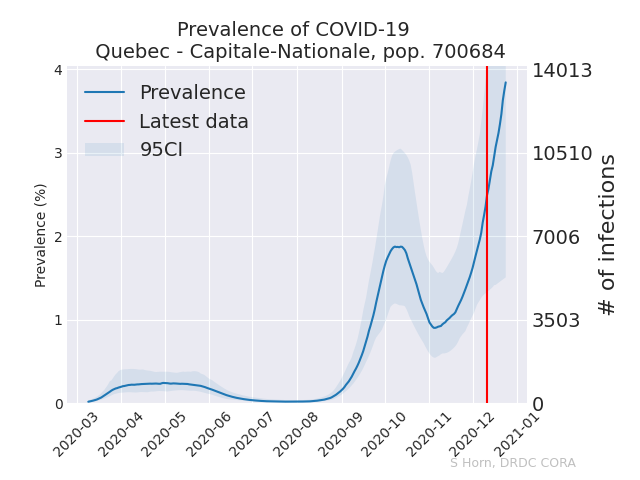 Prevalence of COVID-19
Quebec - Capitale-Nationale, pop. 700684
4
3
2
1
0
Prevalence (%)
Prevalence
Latest data
95CI
14013
10510
7006
3503
0
# of infections
2020-03
2020-04
2020-05
2020-06
2020-07
2020-08
2020-09
2020-10
2020-11
2020-12
2021-01
S Horn, DRDC CORA